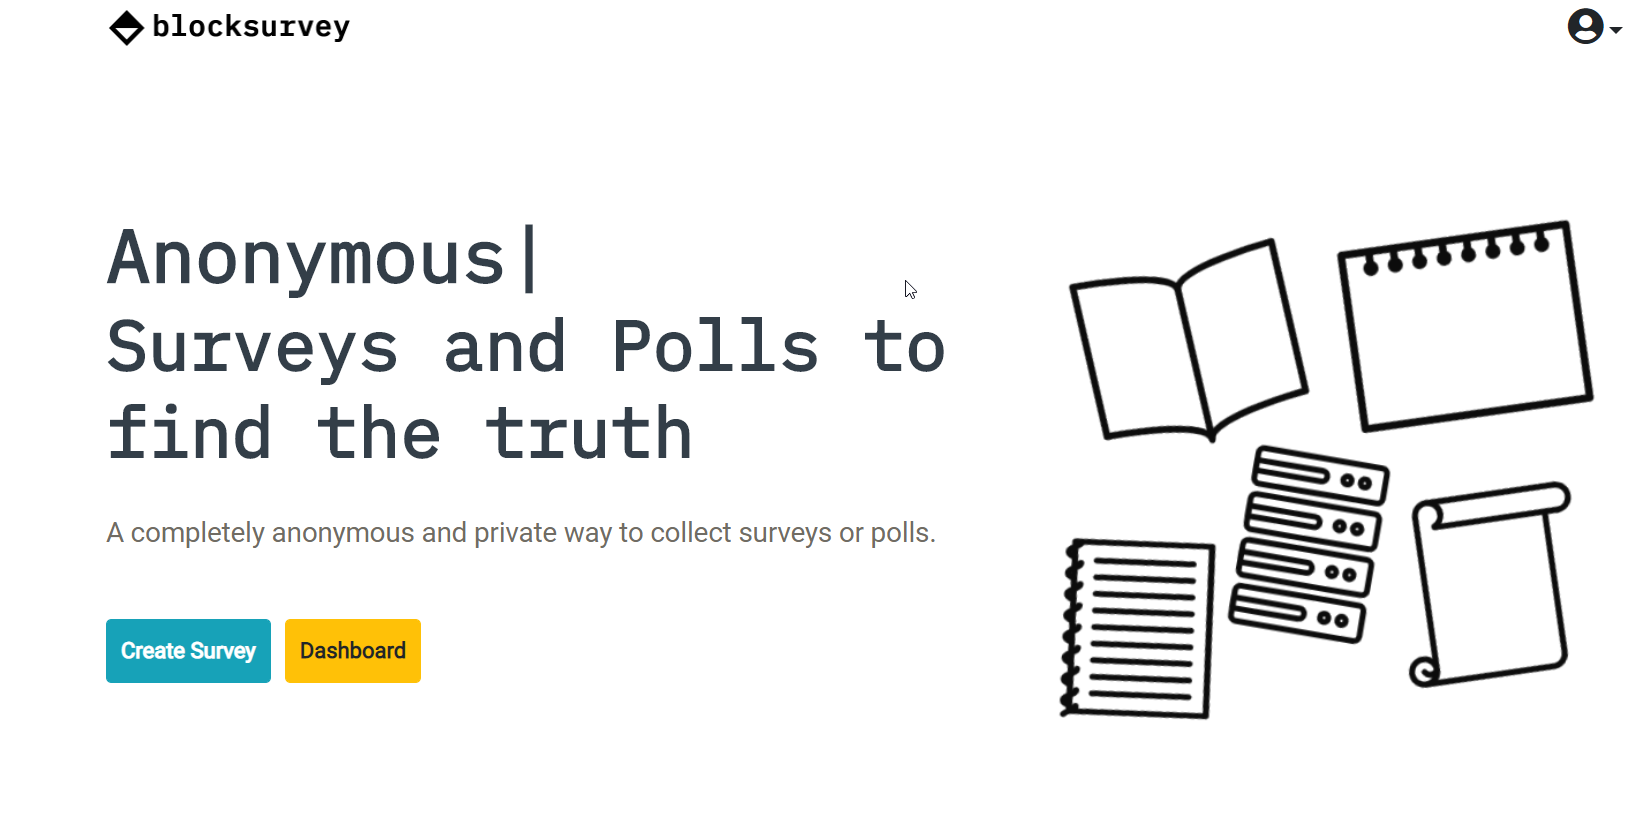 blocksurvey
Anonymous|
Surveys and Polls to
find the truth
A completely anonymous and private way to collect surveys or polls.
Create Survey
Dashboard